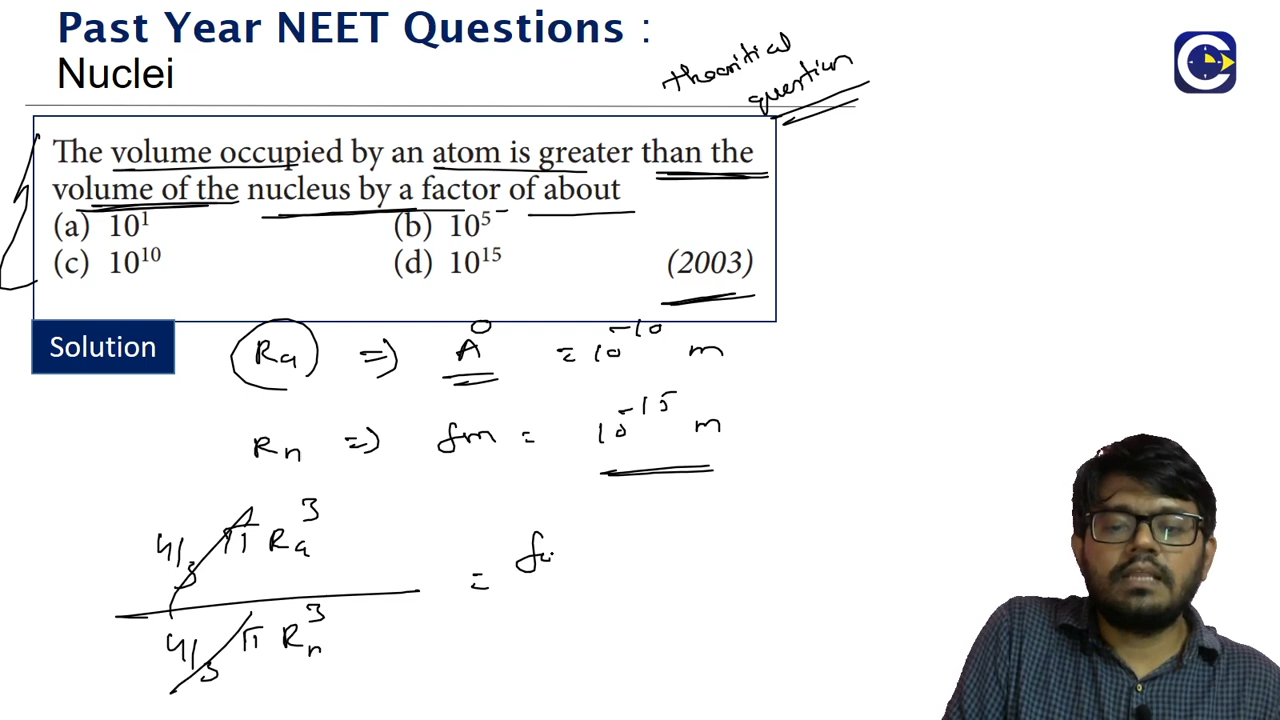 Past Year NEET Questions :
Nuclei
theoritical
question
The volume occupied by an atom is greater than the
volume of the nucleus by a factor of about
(a) 10¹ (b) 10⁵
(c) 10¹⁰ (d) 10¹⁵ (2003)
Solution
Rₐ ⇒ A⁰ = 10⁻¹⁰ m
Rₙ ⇒ fm = 10⁻¹⁵ m
4/3 π Rₐ³
=
4/3 π Rₙ³